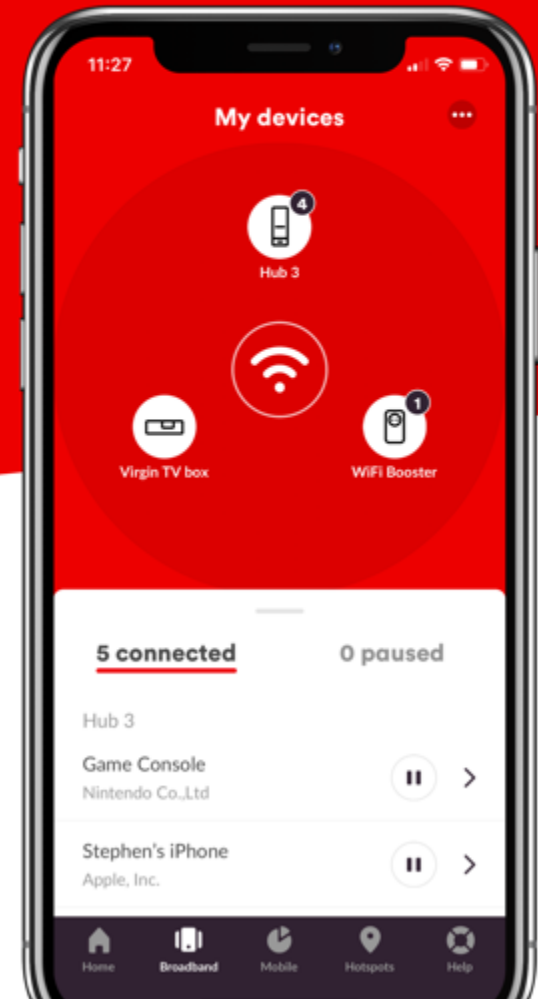 11:27
My devices
4
Hub 3
Virgin TV box
1
WiFi Booster
5 connected
0 paused
Hub 3
Game Console
Nintendo Co.,Ltd
Stephen's iPhone
Apple, Inc.
Home
Broadband
Mobile
Hotspots
Help